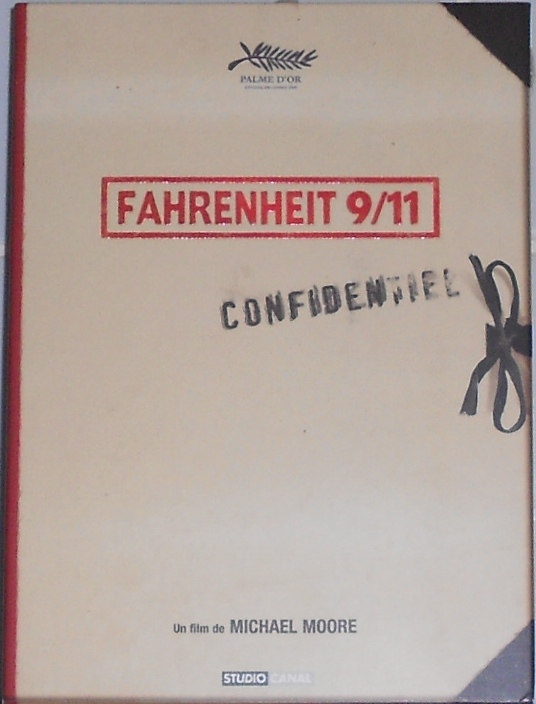 PALME D'OR
FAHRENHEIT 9/11
CONFIDENTIEL
Un film de MICHAEL MOORE
STUDIO CANAL